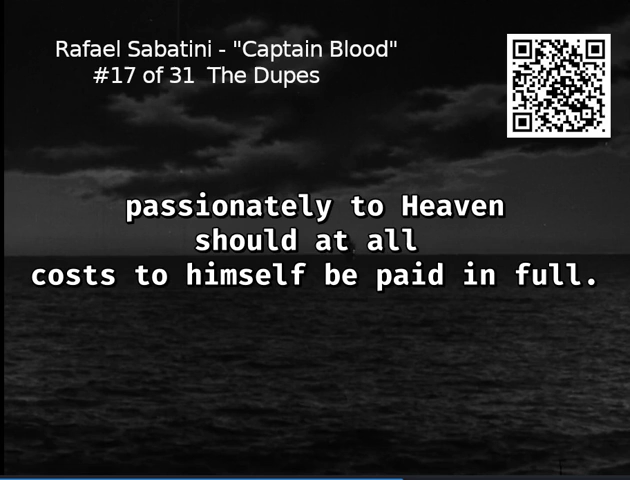 Rafael Sabatini - "Captain Blood"
#17 of 31  The Dupes
passionately to Heaven
should at all
costs to himself be paid in full.